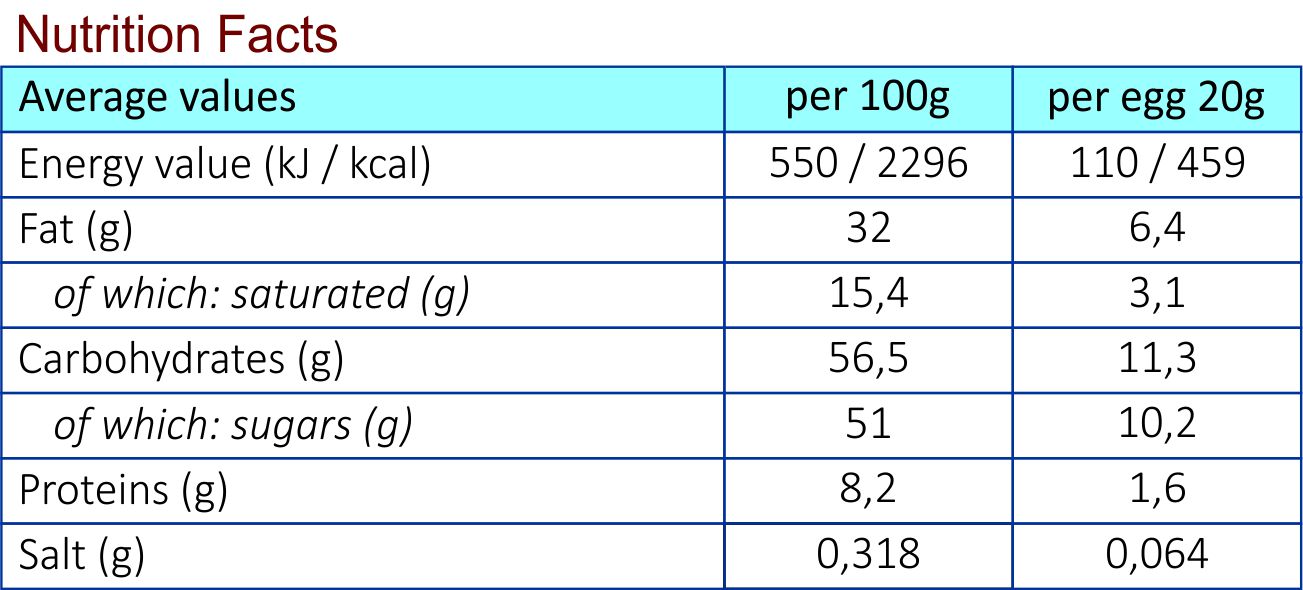 Nutrition Facts
Average values per 100g per egg 20g
Energy value (kJ / kcal) 550 / 2296 110 / 459
Fat (g) 32 6,4
of which: saturated (g) 15,4 3,1
Carbohydrates (g) 56,5 11,3
of which: sugars (g) 51 10,2
Proteins (g) 8,2 1,6
Salt (g) 0,318 0,064